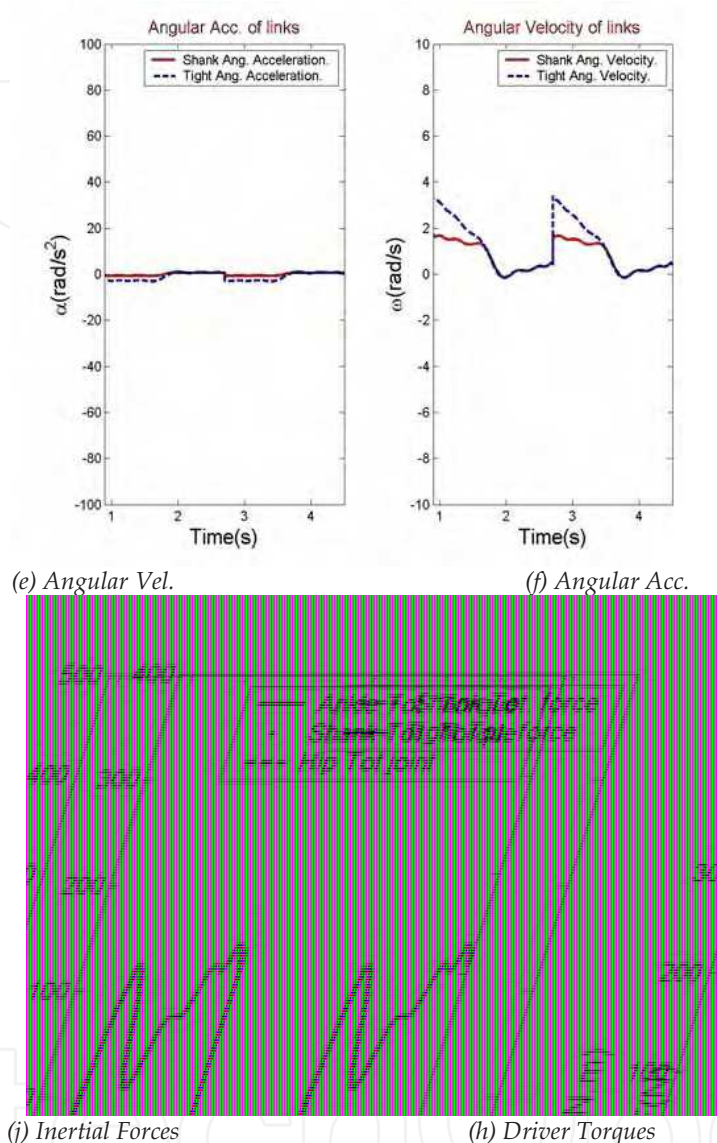 Angular Acc. of links
Shank Ang. Acceleration.
Tight Ang. Acceleration.
100
80
60
40
20
0
-20
-40
-60
-80
-100
α(rad/s²)
1 2 3 4
Time(s)
Angular Velocity of links
Shank Ang. Velocity.
Tight Ang. Velocity.
10
8
6
4
2
0
-2
-4
-6
-8
-10
ω(rad/s)
1 2 3 4
Time(s)
(e) Angular Vel. (f) Angular Acc.
500 400
force
force
Hip joint
400 300
200
100
200
(j) Inertial Forces (h) Driver Torques